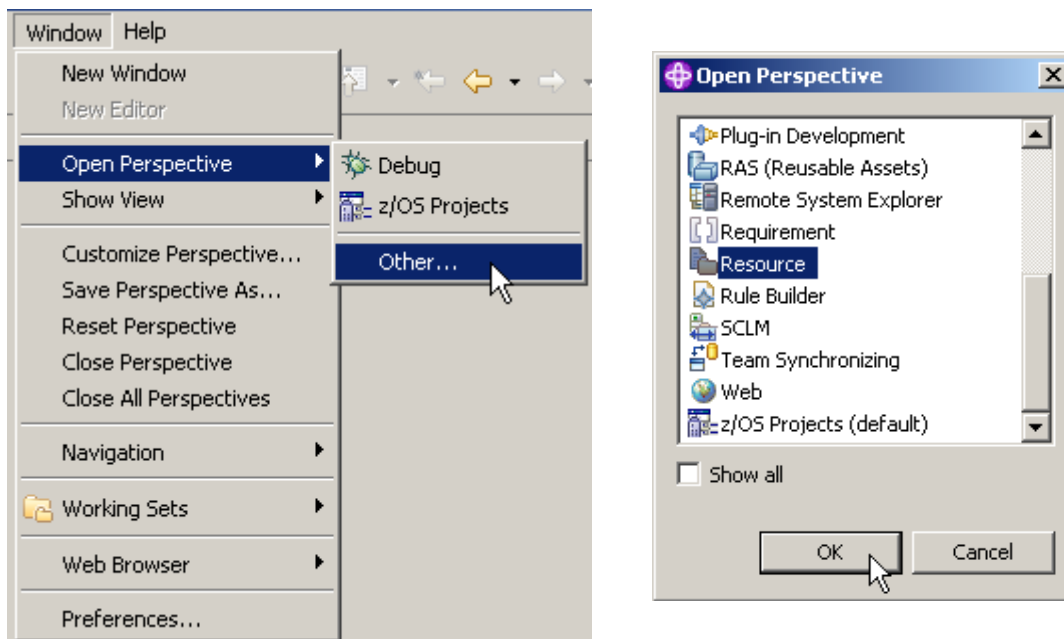 Window Help
New Window
New Editor
Open Perspective
Show View
Customize Perspective...
Save Perspective As...
Reset Perspective
Close Perspective
Close All Perspectives
Navigation
Working Sets
Web Browser
Preferences...
Debug
z/OS Projects
Other...
Open Perspective
Plug-in Development
RAS (Reusable Assets)
Remote System Explorer
Requirement
Resource
Rule Builder
SCLM
Team Synchronizing
Web
z/OS Projects (default)
Show all
OK Cancel